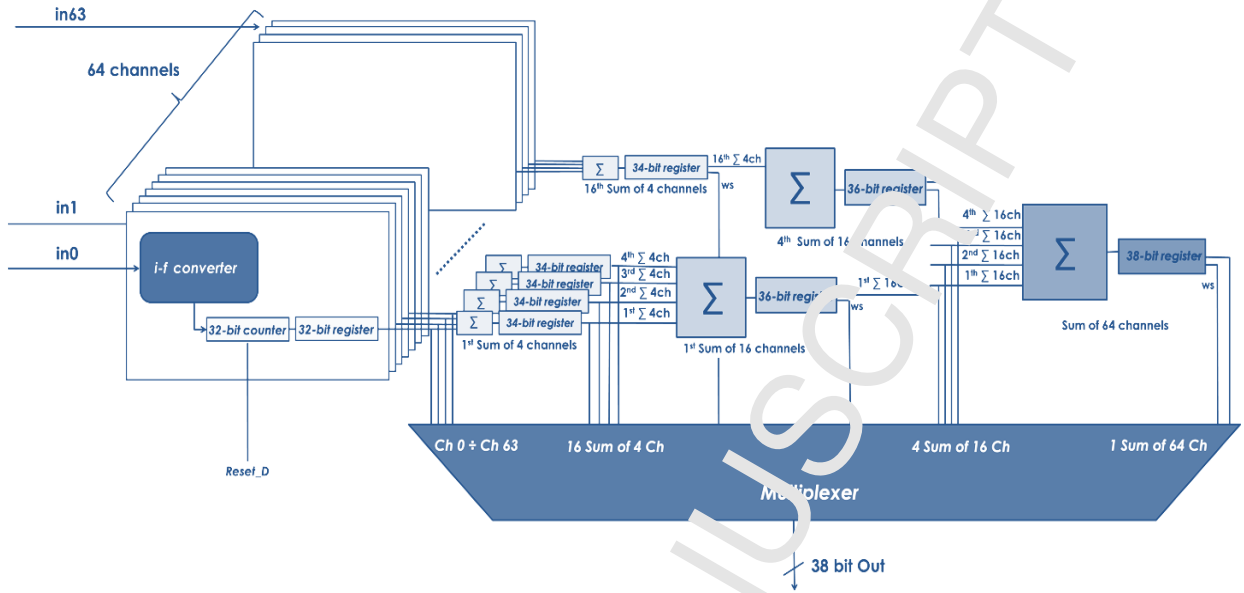 in63
64 channels
in1
in0
i-f converter
32-bit counter
32-bit register
Reset_D
Σ
34-bit register
16th ∑ 4ch
16th Sum of 4 channels
ws
Σ
36-bit register
4th Sum of 16 channels
Σ
34-bit register
Σ
34-bit register
Σ
34-bit register
Σ
34-bit register
1st Sum of 4 channels
4th ∑ 4ch
3rd ∑ 4ch
2nd ∑ 4ch
1st ∑ 4ch
Σ
36-bit
1st Sum of 16 channels
1st ∑ 16
ws
4th ∑ 16ch
∑ 16ch
2nd ∑ 16ch
1th ∑ 16ch
Σ
38-bit register
ws
Sum of 64 channels
Ch 0 ÷ Ch 63
16 Sum of 4 Ch
4 Sum of 16 Ch
1 Sum of 64 Ch
Multiplexer
38 bit Out
USCRIPT